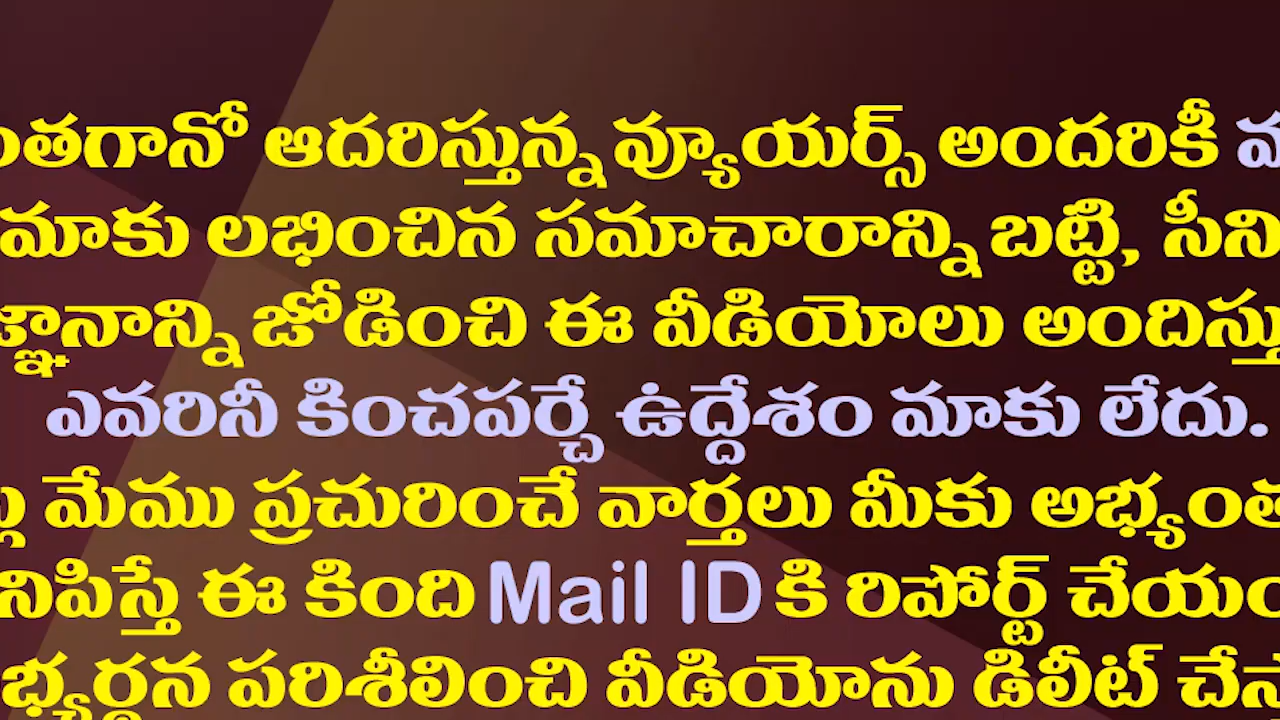 ఆదరిస్తున్న వ్యూయర్స్ అందరికీ
మాకు లభించిన సమాచారాన్ని బట్టి,
జోడించి ఈ వీడియోలు
ఎవరినీ కించపర్చే ఉద్దేశం మాకు లేదు.
మేము ప్రచురించే వార్తలు మీకు
ఈ కింది Mail ID కి రిపోర్ట్
పరిశీలించి వీడియోను డిలీట్